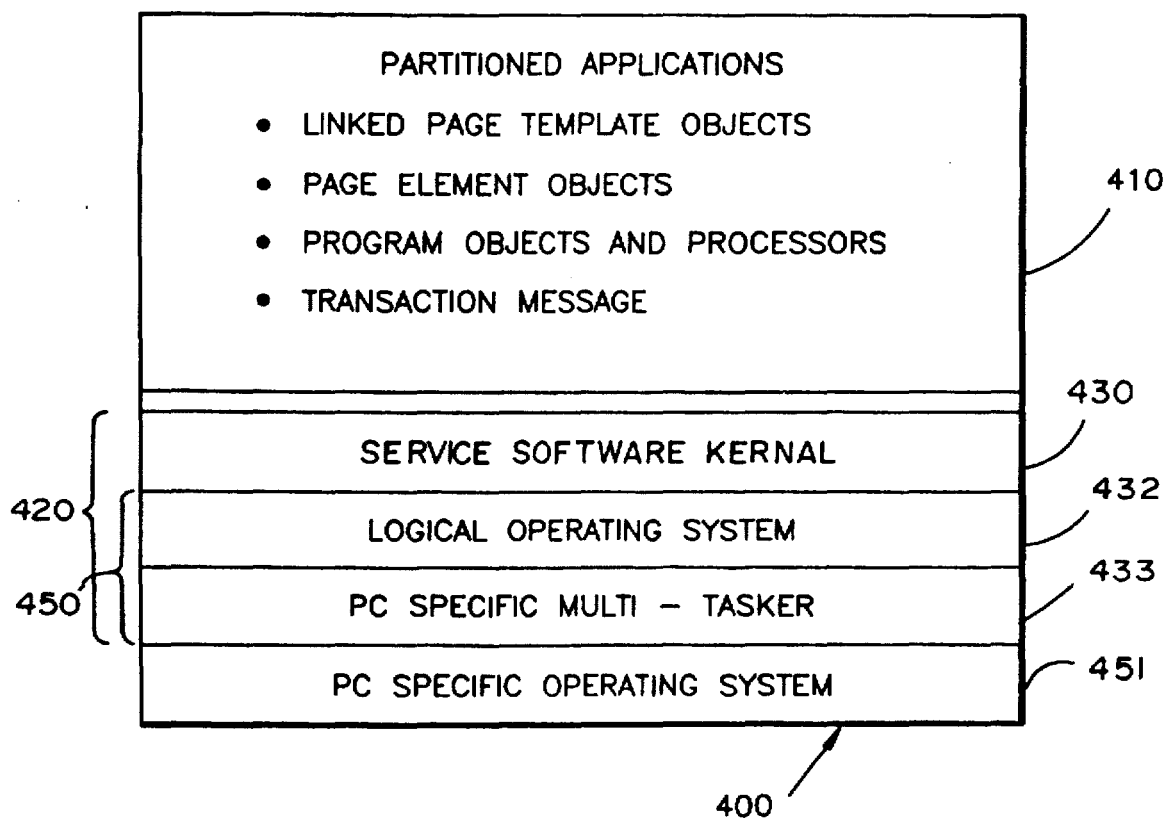 PARTITIONED APPLICATIONS
• LINKED PAGE TEMPLATE OBJECTS
• PAGE ELEMENT OBJECTS
• PROGRAM OBJECTS AND PROCESSORS
• TRANSACTION MESSAGE
410
430
SERVICE SOFTWARE KERNAL
420
432
LOGICAL OPERATING SYSTEM
433
450
PC SPECIFIC MULTI - TASKER
451
PC SPECIFIC OPERATING SYSTEM
400